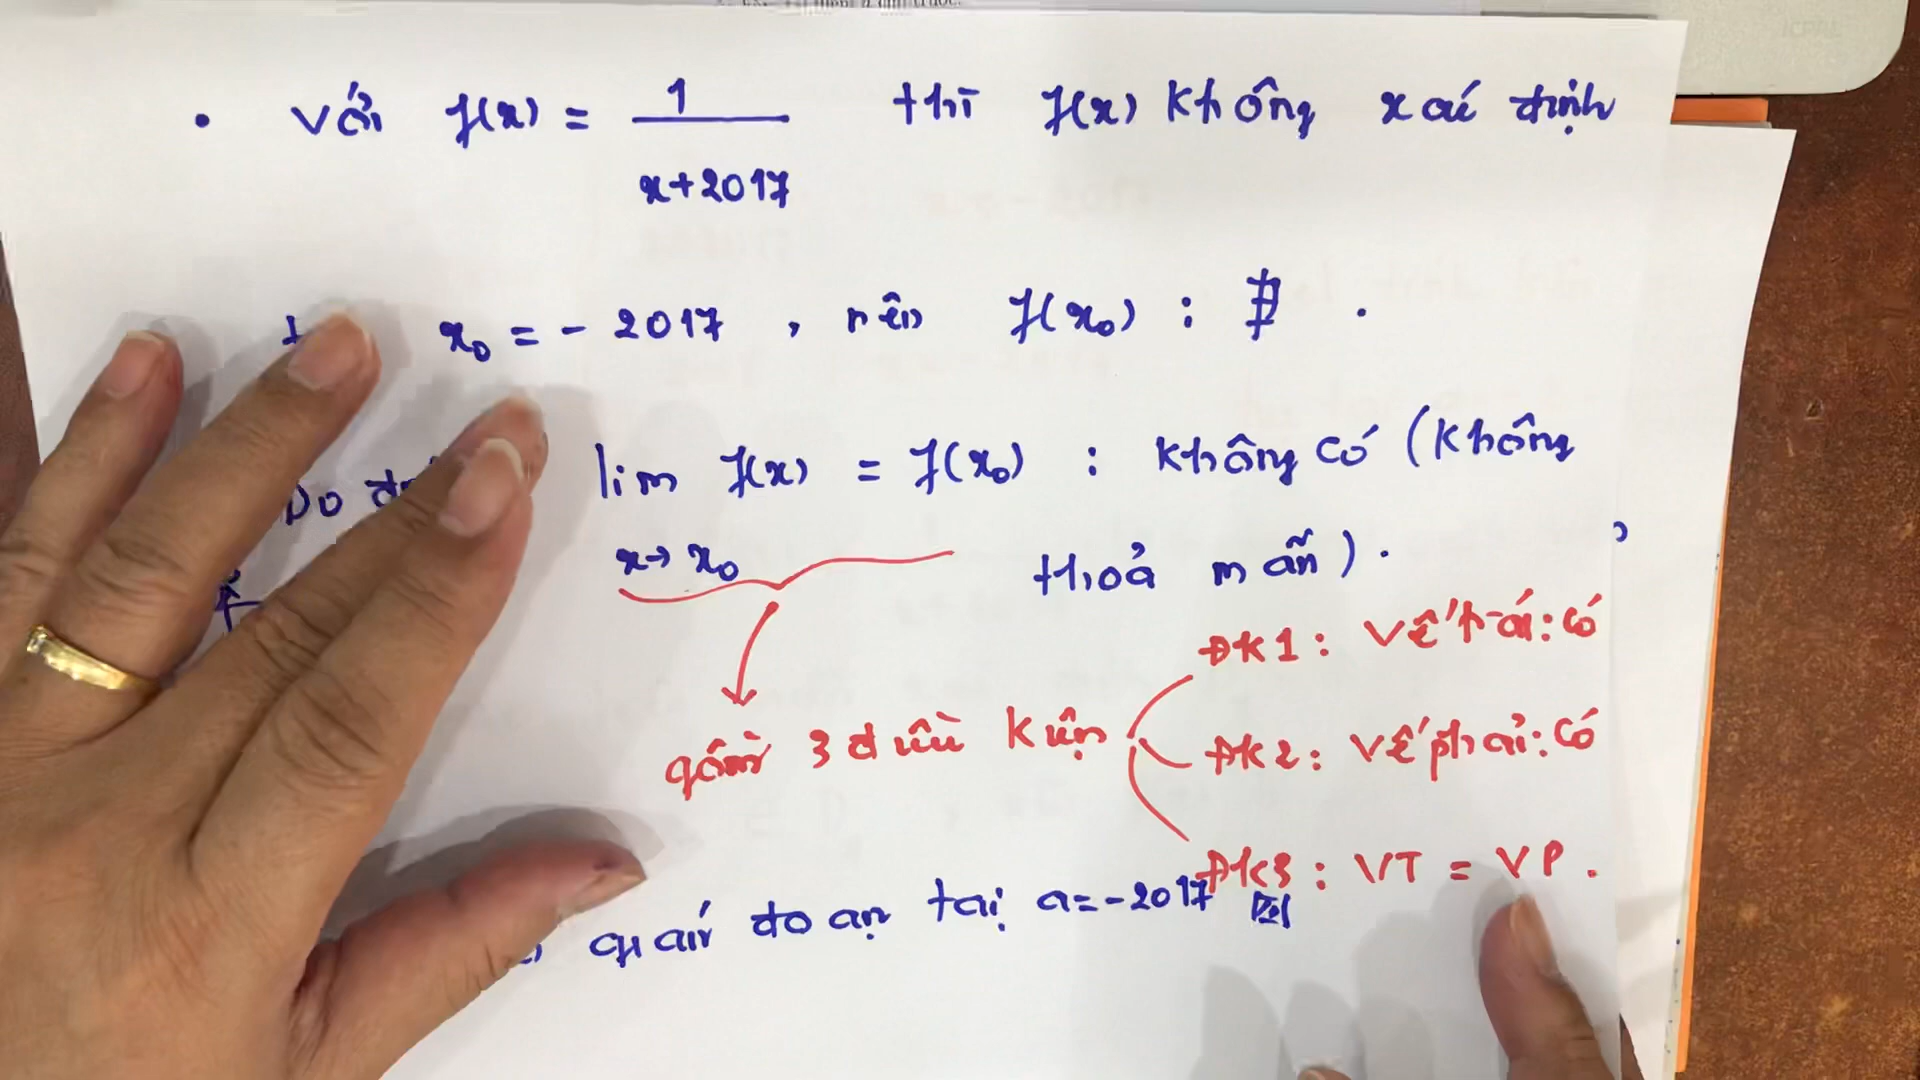 • Với f(x) = 1 / (x+2017) thì f(x) không xác định
x₀ = - 2017 , nên f(x₀) : ∄ .
Do lim f(x) = f(x₀) : không có (không
x→x₀ thoả mãn) .
ĐK1 : Vế trái: có
gồm 3 điều kiện
ĐK2 : Vế phải: có
ĐK3 : VT = VP .
gián đoạn tại a=-2017